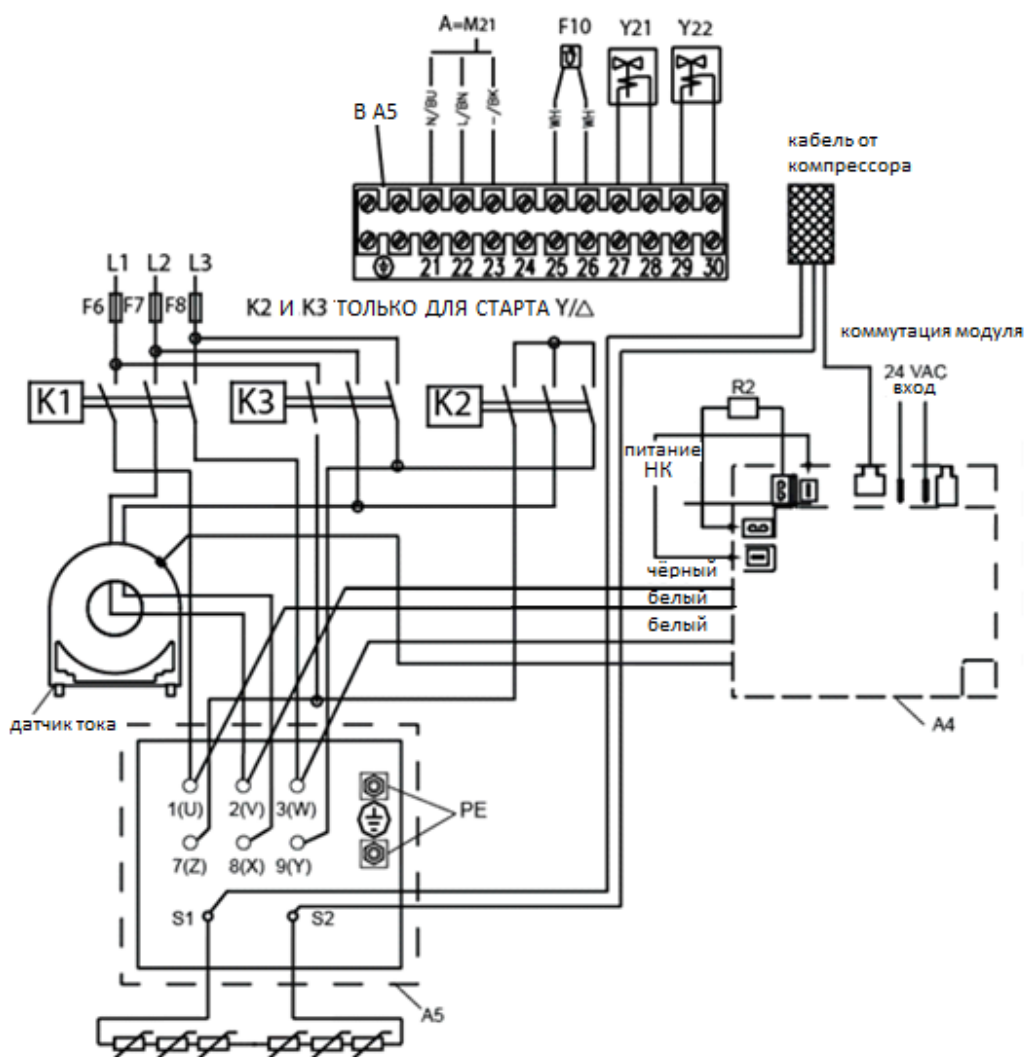 A=M21
F10
Y21
Y22
В А5
N/BU
L/BN
-/BK
WH
WH
кабель от
компрессора
21 22 23 24 25 26 27 28 29 30
L1 L2 L3
F6 F7 F8
K2 И K3 ТОЛЬКО ДЛЯ СТАРТА Y/△
коммутация модуля
24 VAC
вход
K1
K3
K2
R2
питание
НК
чёрный
белый
белый
датчик тока
A4
1(U) 2(V) 3(W)
PE
7(Z) 8(X) 9(Y)
S1
S2
A5